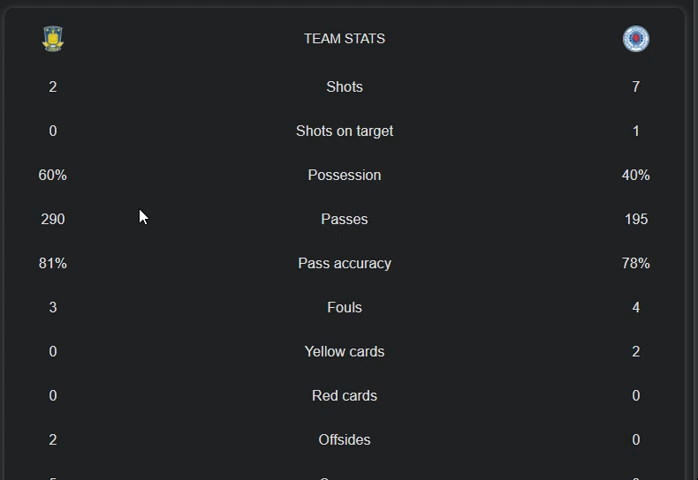 TEAM STATS
2 Shots 7
0 Shots on target 1
60% Possession 40%
290 Passes 195
81% Pass accuracy 78%
3 Fouls 4
0 Yellow cards 2
0 Red cards 0
2 Offsides 0